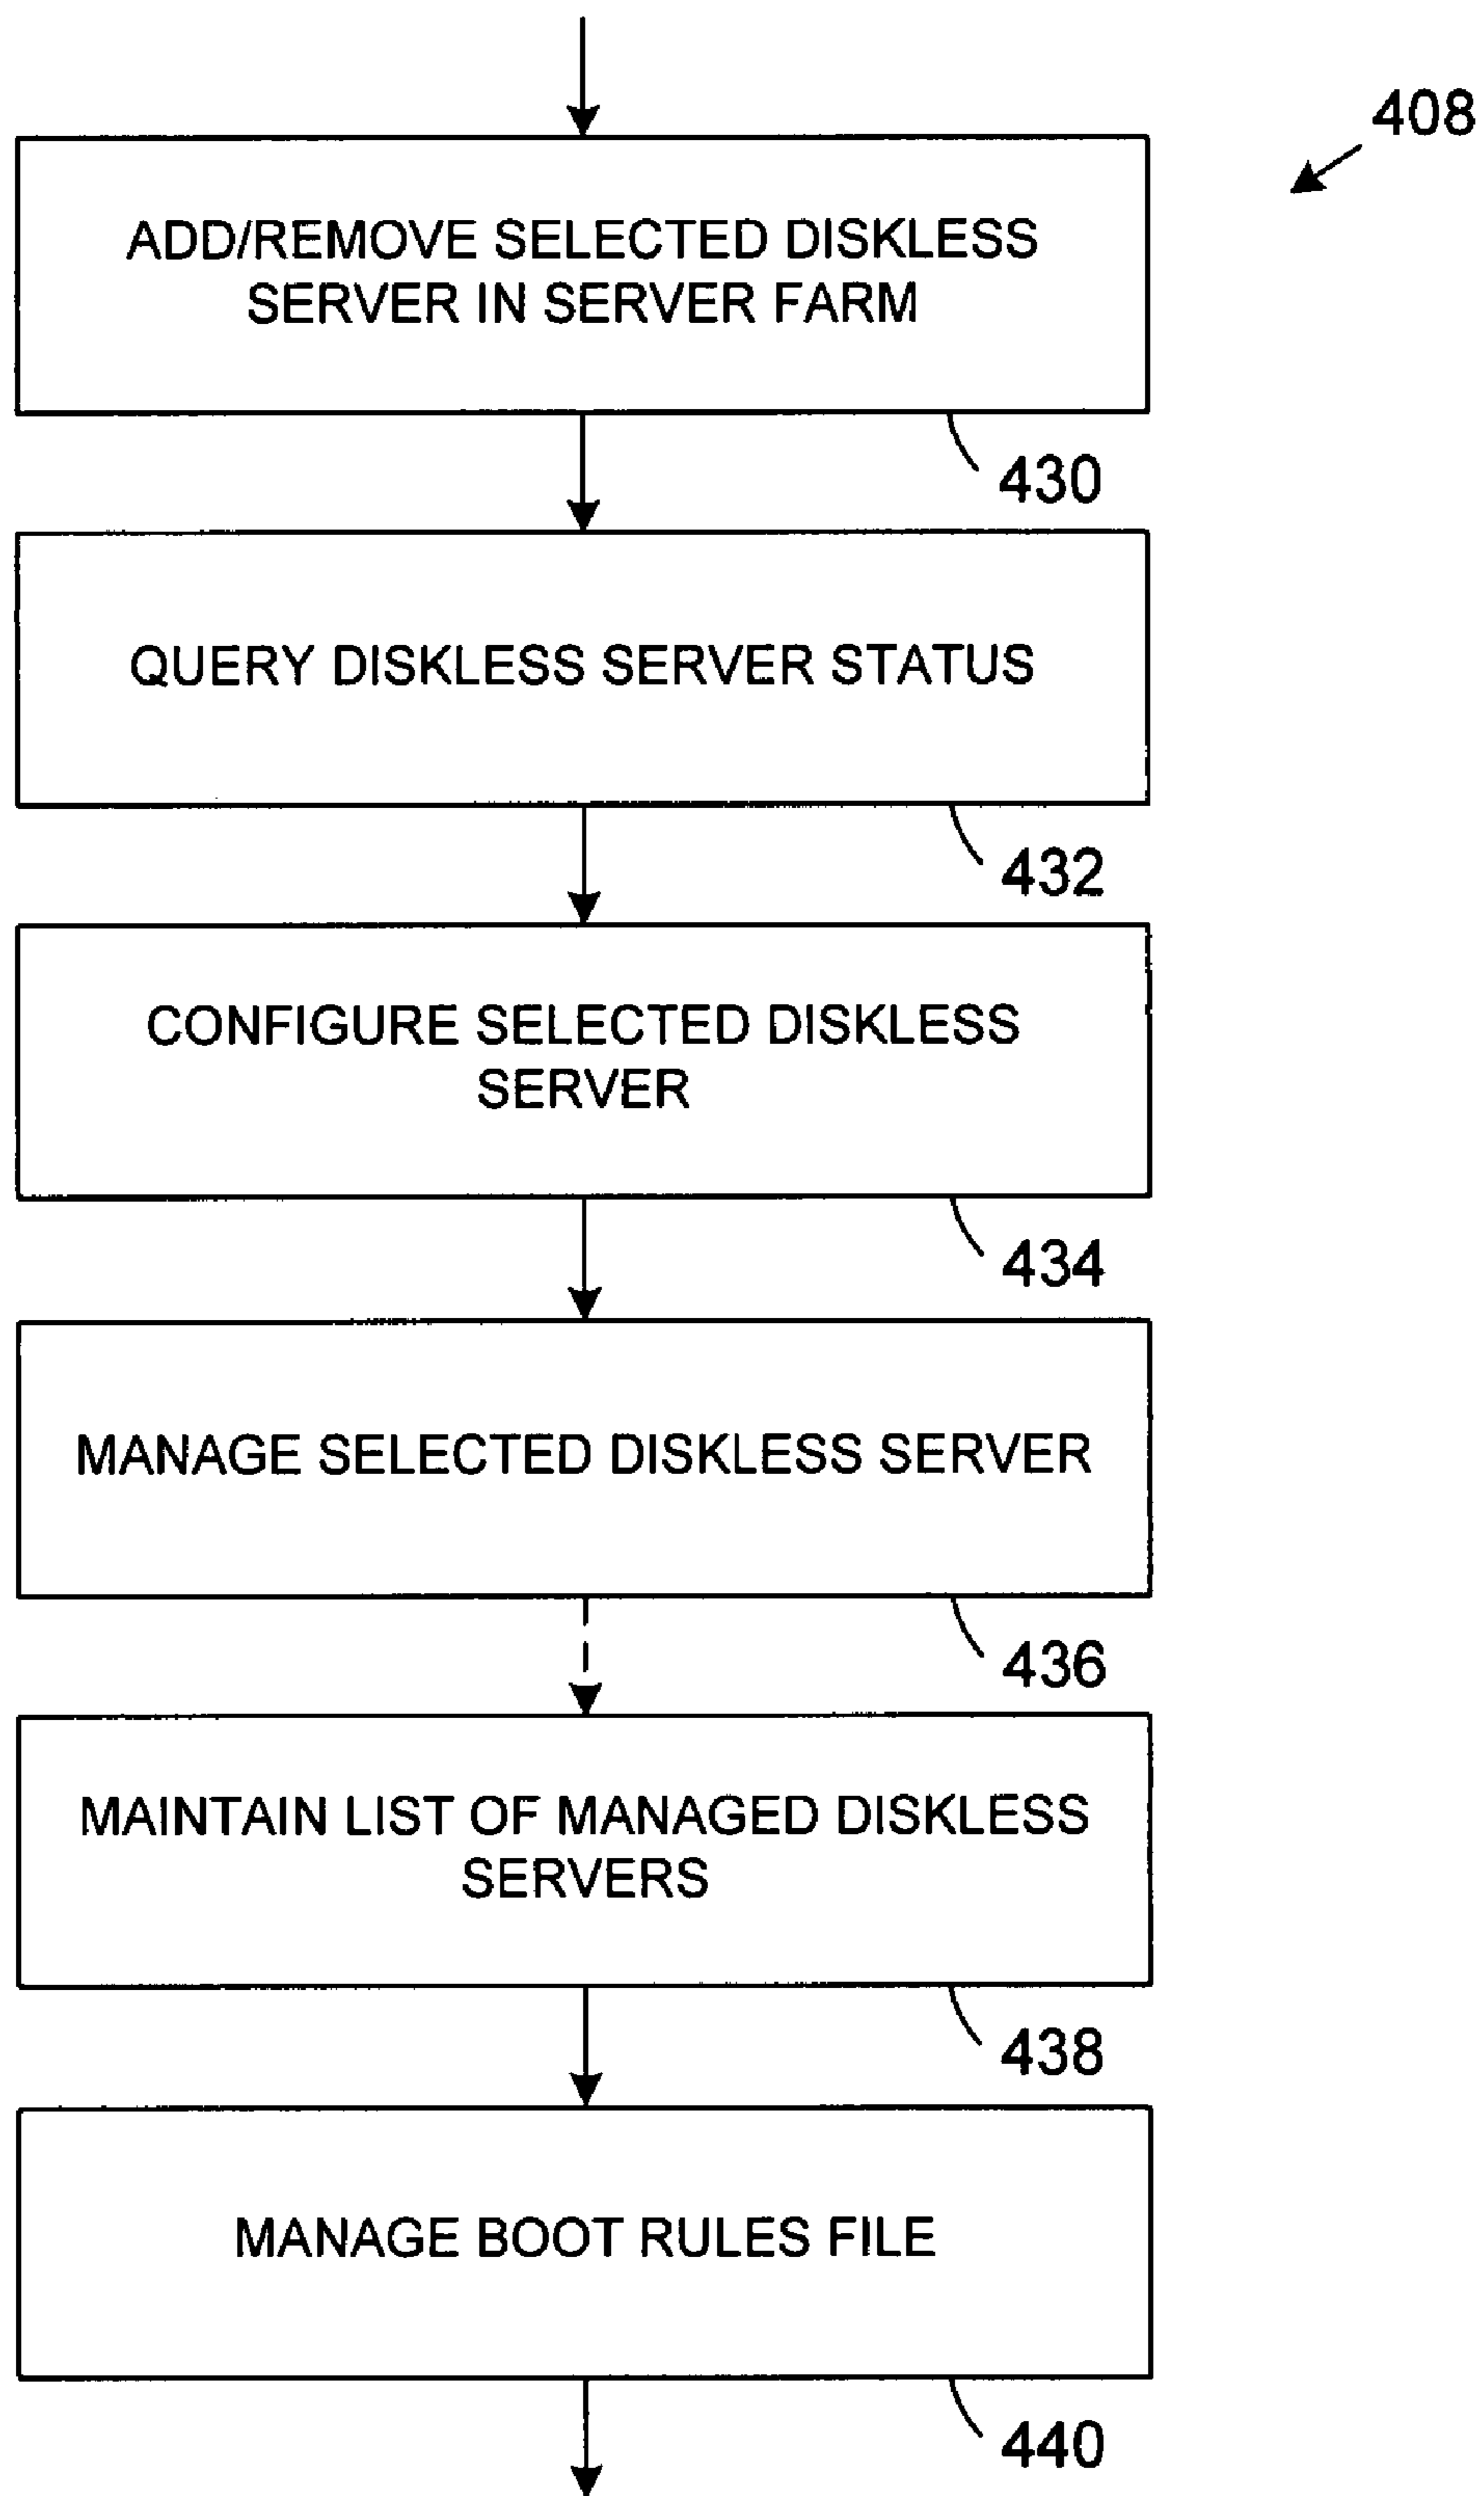 408
ADD/REMOVE SELECTED DISKLESS
SERVER IN SERVER FARM
430
QUERY DISKLESS SERVER STATUS
432
CONFIGURE SELECTED DISKLESS
SERVER
434
MANAGE SELECTED DISKLESS SERVER
436
MAINTAIN LIST OF MANAGED DISKLESS
SERVERS
438
MANAGE BOOT RULES FILE
440